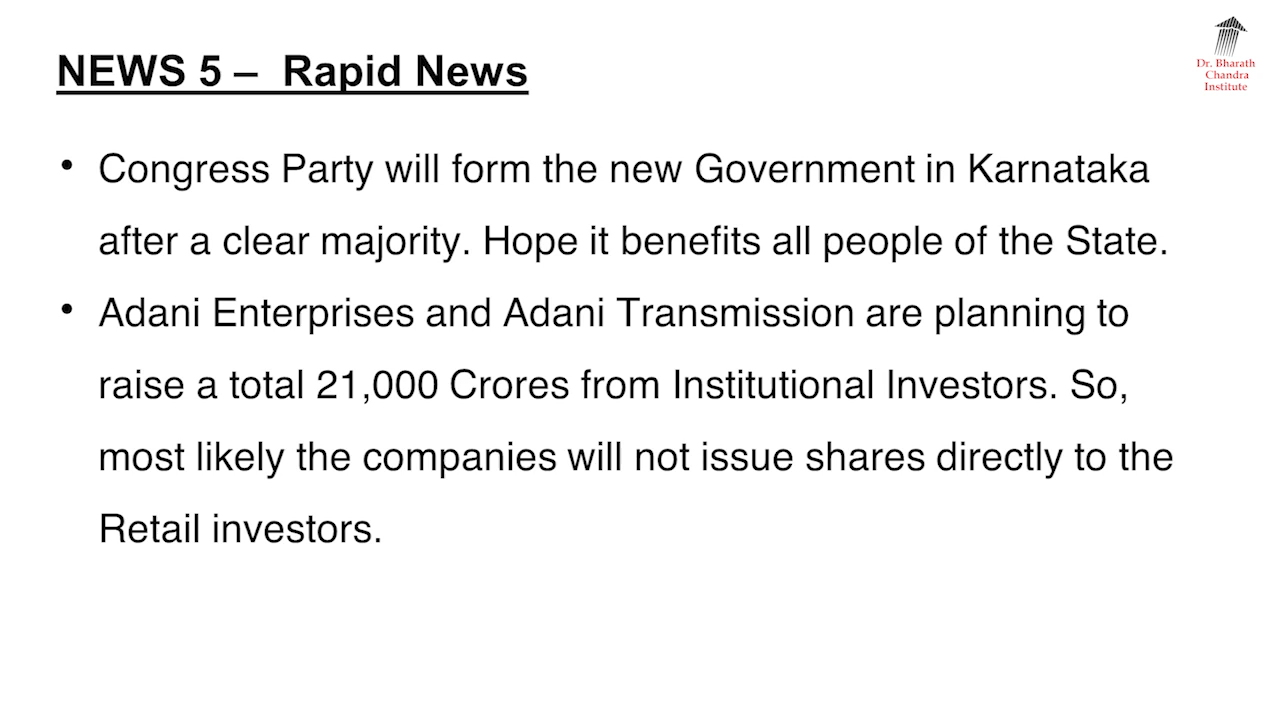 NEWS 5 – Rapid News
Dr. Bharath
Chandra
Institute
• Congress Party will form the new Government in Karnataka
after a clear majority. Hope it benefits all people of the State.
• Adani Enterprises and Adani Transmission are planning to
raise a total 21,000 Crores from Institutional Investors. So,
most likely the companies will not issue shares directly to the
Retail investors.